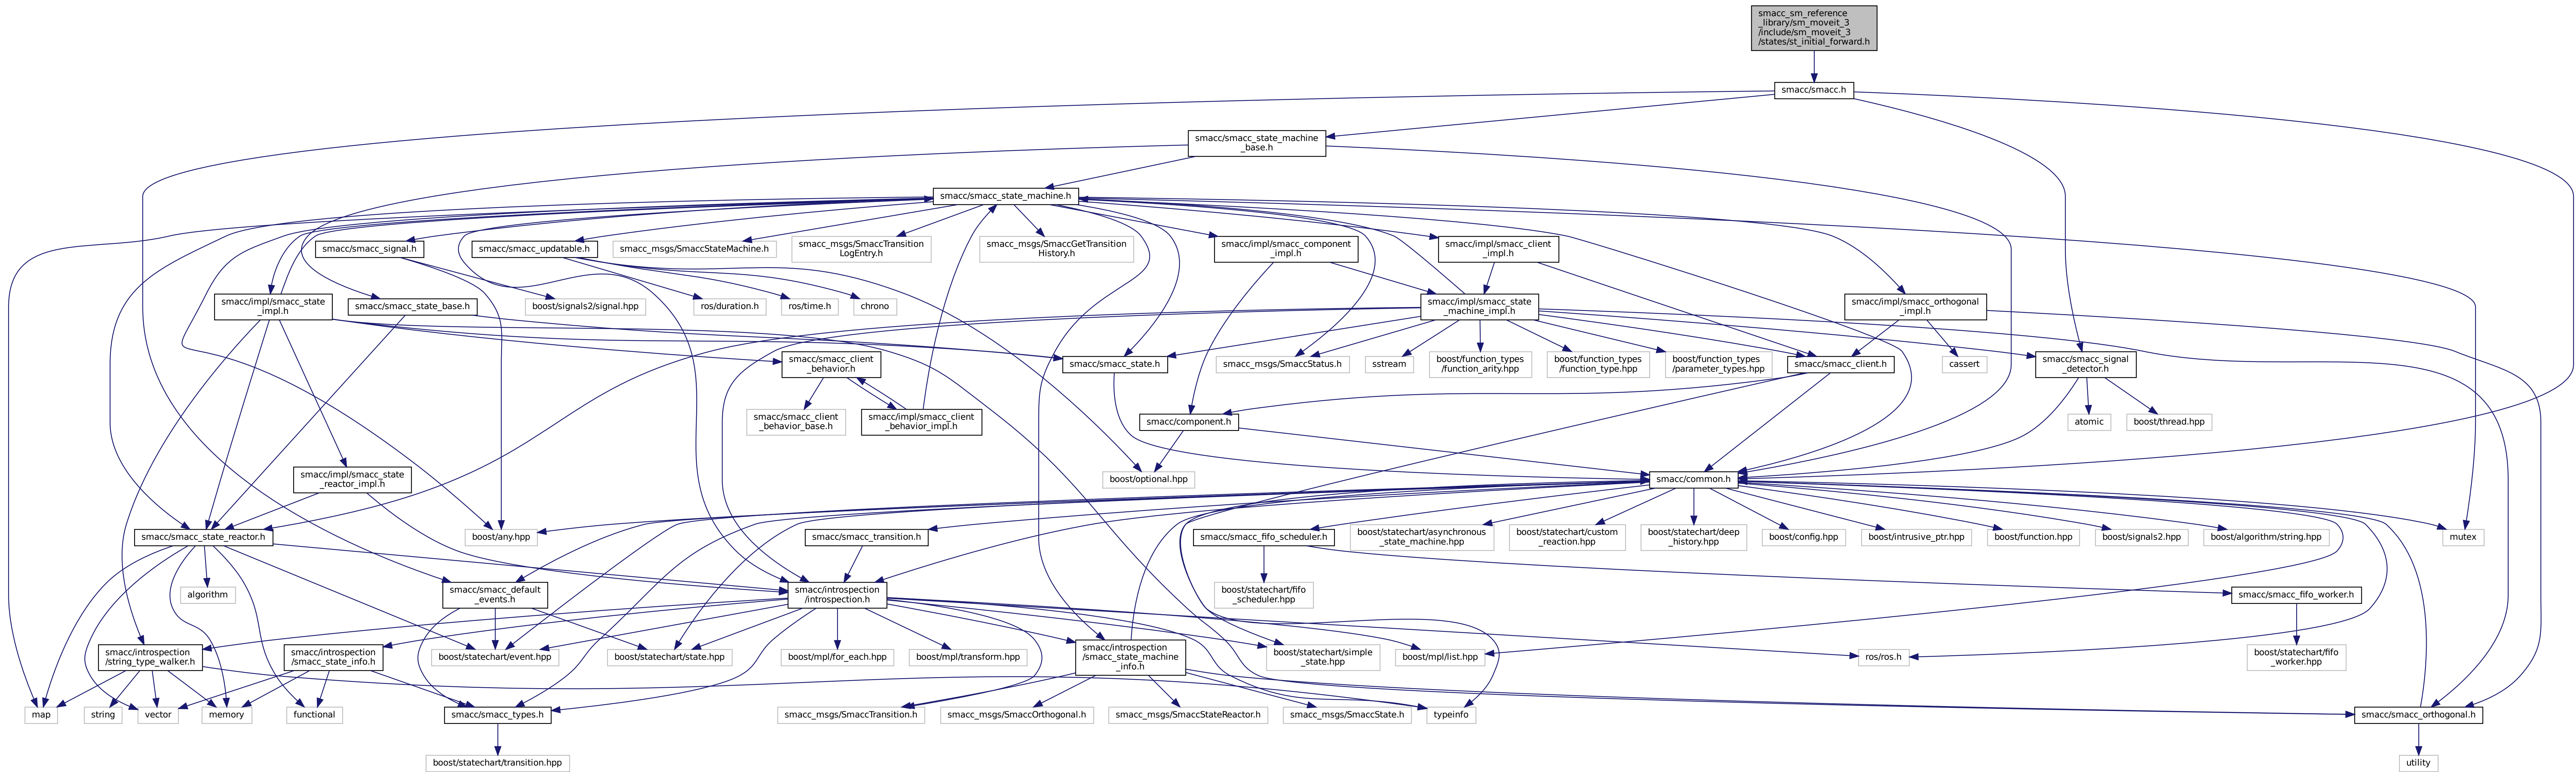 smacc_sm_reference
_library/sm_moveit_3
/include/sm_moveit_3
/states/st_initial_forward.h
smacc/smacc.h
smacc/smacc_state_machine
_base.h
smacc/smacc_state_machine.h
smacc/smacc_signal.h
smacc/smacc_updatable.h
smacc_msgs/SmaccStateMachine.h
smacc_msgs/SmaccTransition
LogEntry.h
smacc_msgs/SmaccGetTransition
History.h
smacc/impl/smacc_component
_impl.h
smacc/impl/smacc_client
_impl.h
smacc/impl/smacc_state
_impl.h
smacc/smacc_state_base.h
boost/signals2/signal.hpp
ros/duration.h
ros/time.h
chrono
smacc/impl/smacc_state
_machine_impl.h
smacc/impl/smacc_orthogonal
_impl.h
smacc/smacc_client
_behavior.h
smacc/smacc_state.h
smacc_msgs/SmaccStatus.h
sstream
boost/function_types
/function_arity.hpp
boost/function_types
/function_type.hpp
boost/function_types
/parameter_types.hpp
smacc/smacc_client.h
cassert
smacc/smacc_signal
_detector.h
smacc/smacc_client
_behavior_base.h
smacc/impl/smacc_client
_behavior_impl.h
smacc/component.h
atomic
boost/thread.hpp
smacc/impl/smacc_state
_reactor_impl.h
boost/optional.hpp
smacc/common.h
smacc/smacc_state_reactor.h
boost/any.hpp
smacc/smacc_transition.h
smacc/smacc_fifo_scheduler.h
boost/statechart/asynchronous
_state_machine.hpp
boost/statechart/custom
_reaction.hpp
boost/statechart/deep
_history.hpp
boost/config.hpp
boost/intrusive_ptr.hpp
boost/function.hpp
boost/signals2.hpp
boost/algorithm/string.hpp
mutex
algorithm
smacc/smacc_default
_events.h
smacc/introspection
/introspection.h
boost/statechart/fifo
_scheduler.hpp
smacc/smacc_fifo_worker.h
smacc/introspection
/string_type_walker.h
smacc/introspection
/smacc_state_info.h
boost/statechart/event.hpp
boost/statechart/state.hpp
boost/mpl/for_each.hpp
boost/mpl/transform.hpp
smacc/introspection
/smacc_state_machine
_info.h
boost/statechart/simple
_state.hpp
boost/mpl/list.hpp
ros/ros.h
boost/statechart/fifo
_worker.hpp
map
string
vector
memory
functional
smacc/smacc_types.h
smacc_msgs/SmaccTransition.h
smacc_msgs/SmaccOrthogonal.h
smacc_msgs/SmaccStateReactor.h
smacc_msgs/SmaccState.h
typeinfo
smacc/smacc_orthogonal.h
boost/statechart/transition.hpp
utility